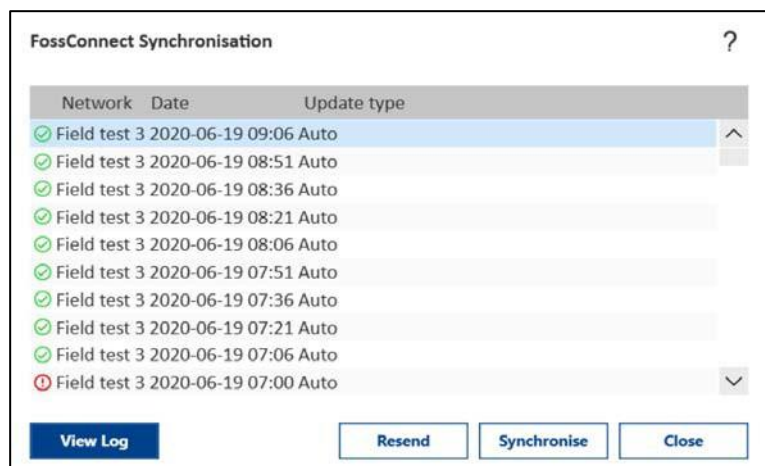 FossConnect Synchronisation ?
Network Date Update type
Field test 3 2020-06-19 09:06 Auto
Field test 3 2020-06-19 08:51 Auto
Field test 3 2020-06-19 08:36 Auto
Field test 3 2020-06-19 08:21 Auto
Field test 3 2020-06-19 08:06 Auto
Field test 3 2020-06-19 07:51 Auto
Field test 3 2020-06-19 07:36 Auto
Field test 3 2020-06-19 07:21 Auto
Field test 3 2020-06-19 07:06 Auto
Field test 3 2020-06-19 07:00 Auto
View Log Resend Synchronise Close